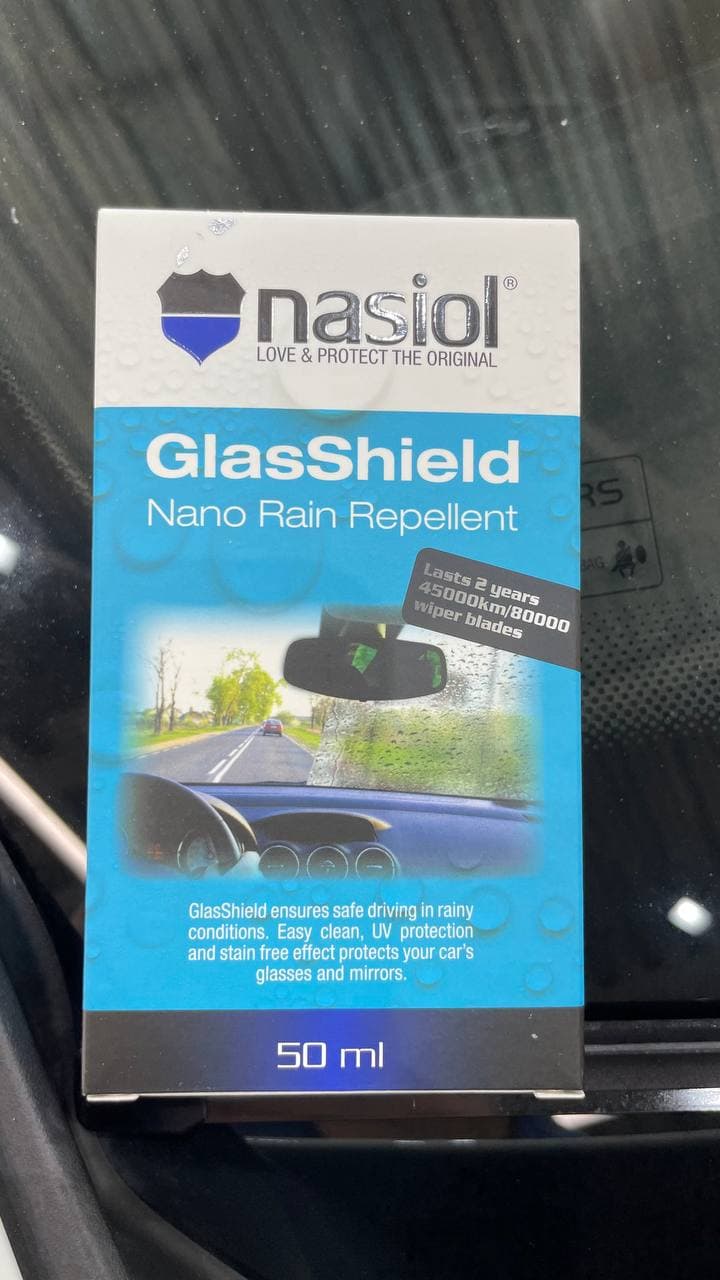 nasiol®
LOVE & PROTECT THE ORIGINAL
GlasShield
Nano Rain Repellent
Lasts 2 years
45000km/80000
wiper blades
GlasShield ensures safe driving in rainy
conditions. Easy clean, UV protection
and stain free effect protects your car's
glasses and mirrors.
50 ml